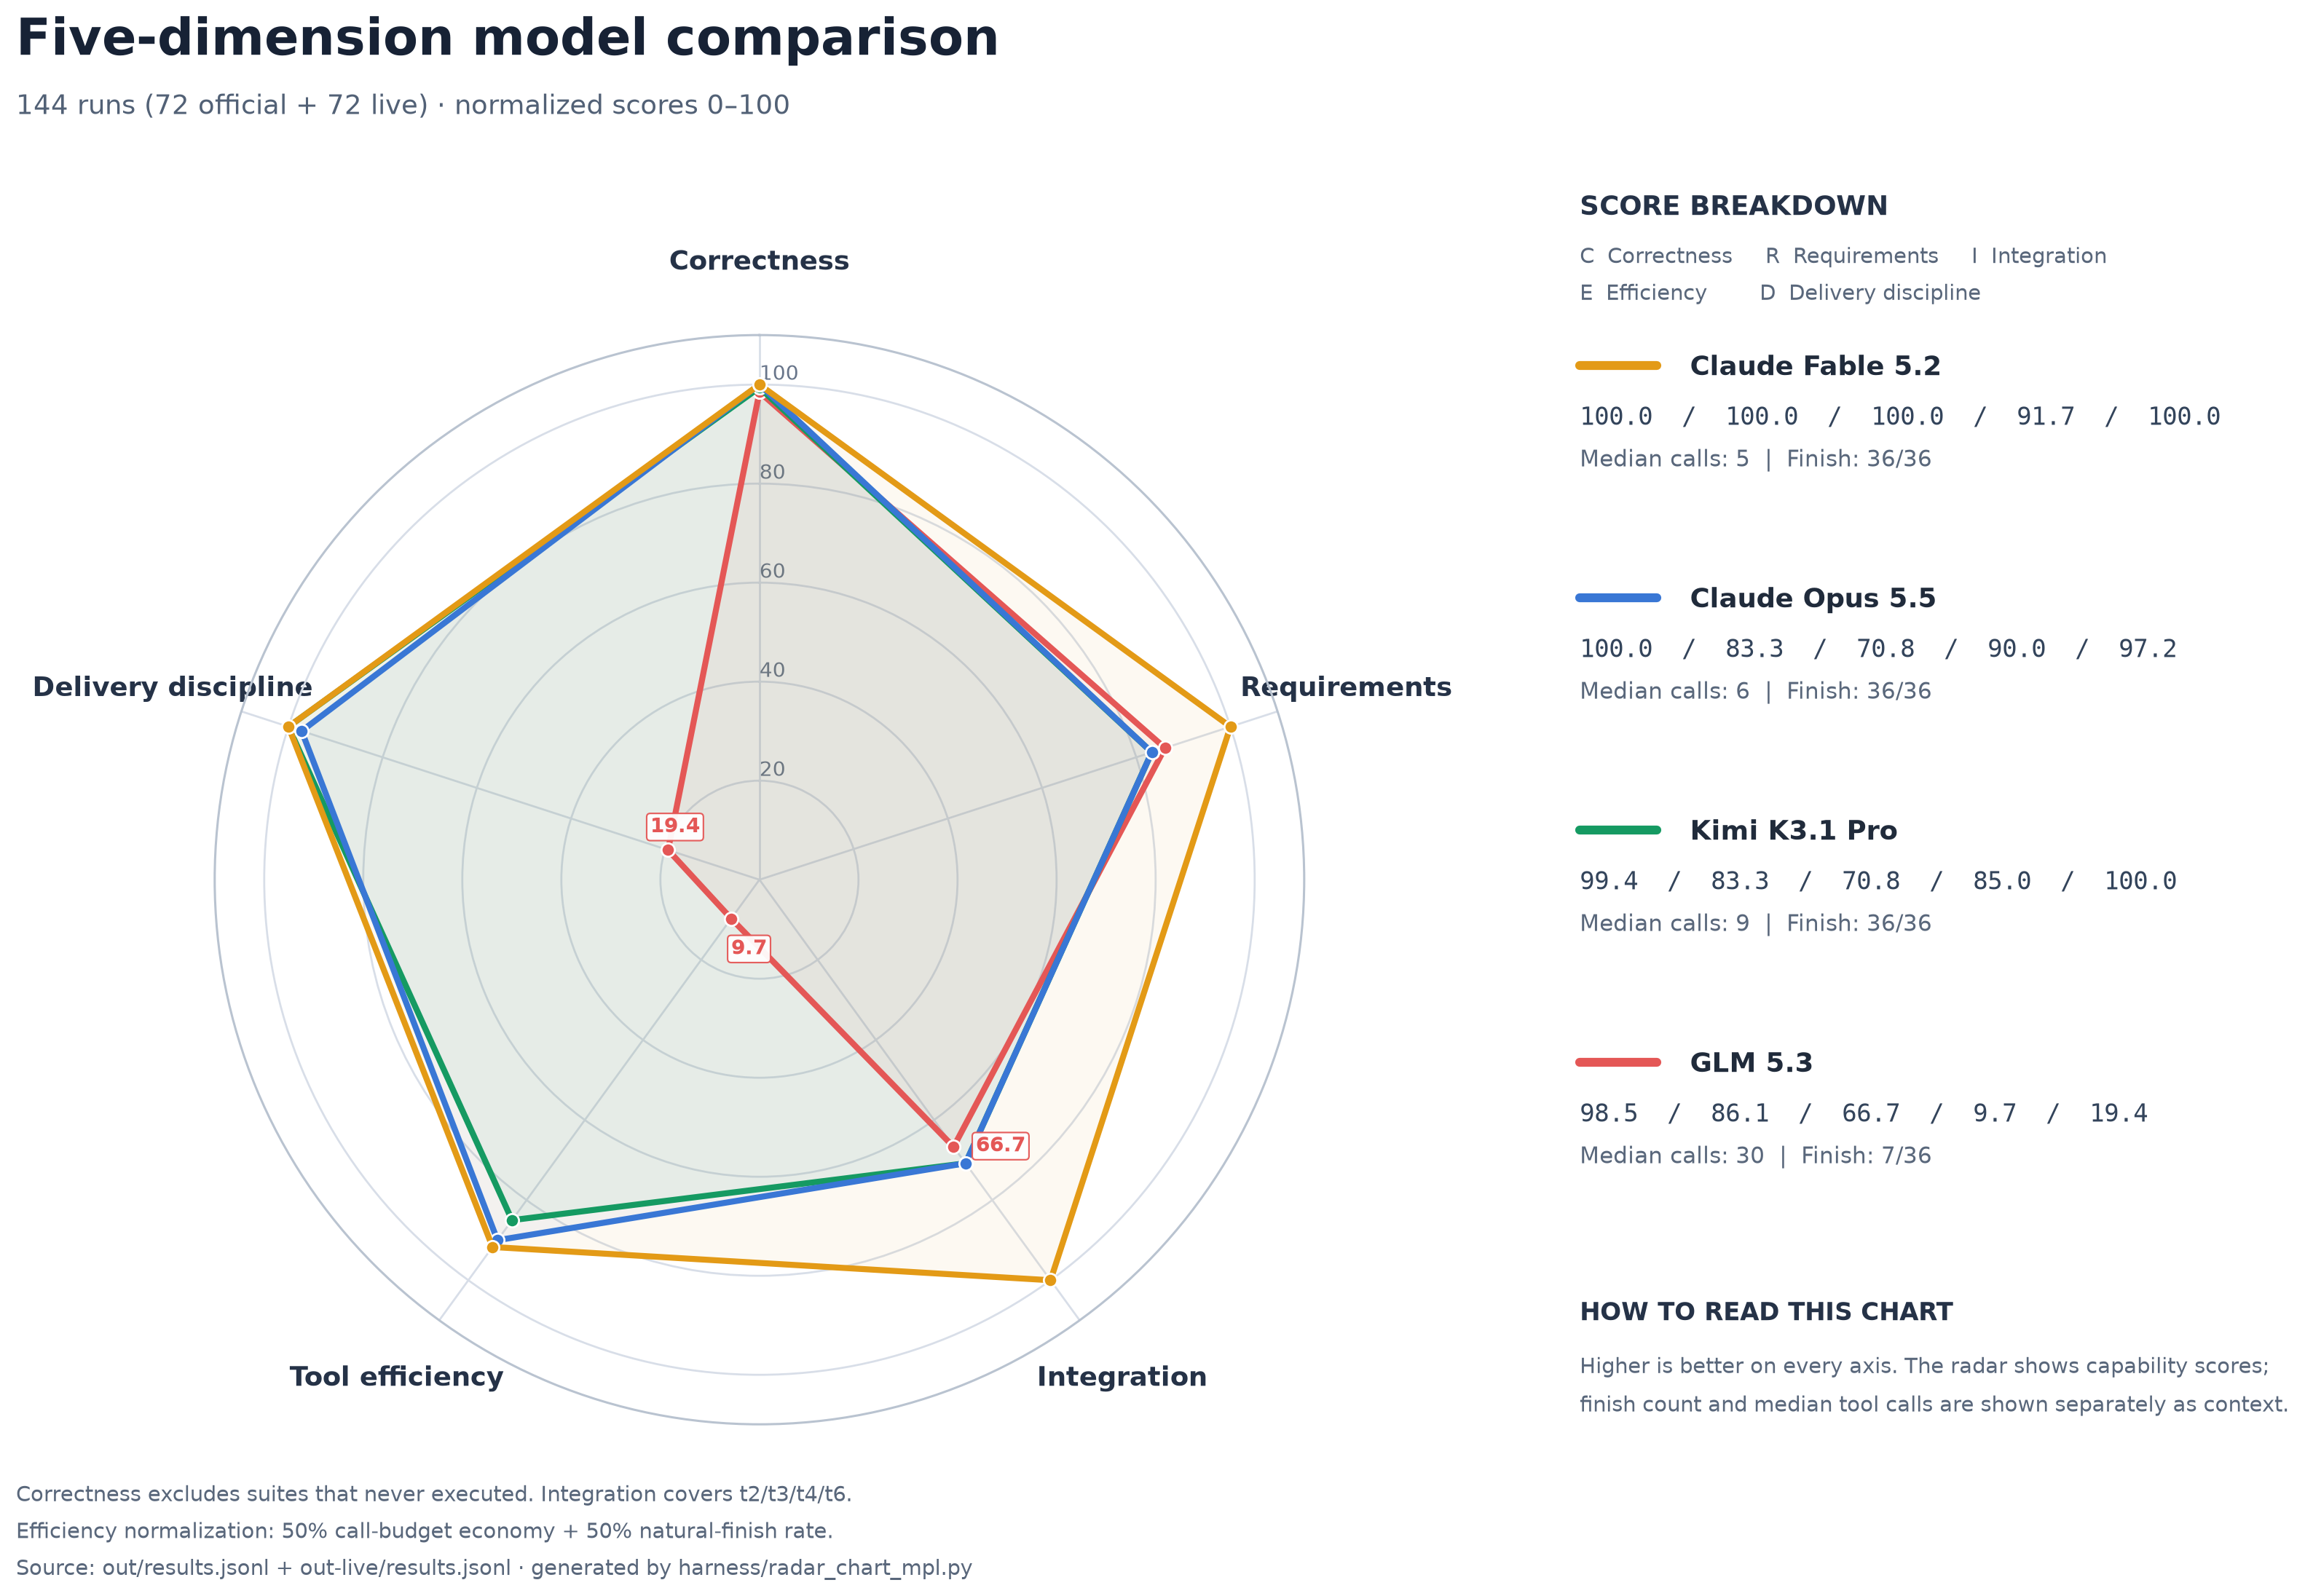 Five-dimension model comparison
144 runs (72 official + 72 live) · normalized scores 0–100
Correctness
100
80
60
40
20
Delivery discipline
Requirements
19.4
9.7
66.7
Tool efficiency
Integration
SCORE BREAKDOWN
C Correctness R Requirements I Integration
E Efficiency D Delivery discipline
Claude Fable 5.2
100.0 / 100.0 / 100.0 / 91.7 / 100.0
Median calls: 5 | Finish: 36/36
Claude Opus 5.5
100.0 / 83.3 / 70.8 / 90.0 / 97.2
Median calls: 6 | Finish: 36/36
Kimi K3.1 Pro
99.4 / 83.3 / 70.8 / 85.0 / 100.0
Median calls: 9 | Finish: 36/36
GLM 5.3
98.5 / 86.1 / 66.7 / 9.7 / 19.4
Median calls: 30 | Finish: 7/36
HOW TO READ THIS CHART
Higher is better on every axis. The radar shows capability scores;
finish count and median tool calls are shown separately as context.
Correctness excludes suites that never executed. Integration covers t2/t3/t4/t6.
Efficiency normalization: 50% call-budget economy + 50% natural-finish rate.
Source: out/results.jsonl + out-live/results.jsonl · generated by harness/radar_chart_mpl.py